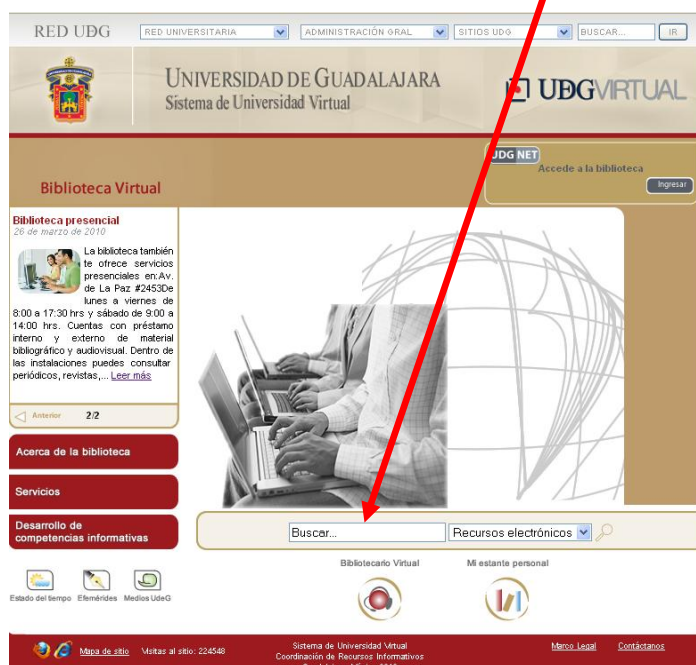 RED UDG RED UNIVERSITARIA ADMINISTRACIÓN GRAL SITIOS UDG BUSCAR... IR
UNIVERSIDAD DE GUADALAJARA
Sistema de Universidad Virtual
UDGVIRTUAL
UDG NET
Accede a la biblioteca
Ingresar
Biblioteca Virtual
Biblioteca presencial
26 de marzo de 2010
La biblioteca también
te ofrece servicios
presenciales en:Av.
de La Paz #2453De
lunes a viernes de
8:00 a 17:30 hrs y sábado de 9:00 a
14:00 hrs. Cuentas con préstamo
interno y externo de material
bibliográfico y audiovisual. Dentro de
las instalaciones puedes consultar
periódicos, revistas,... Leer más
Anterior 2/2
Acerca de la biblioteca
Servicios
Desarrollo de
competencias informativas
Buscar... Recursos electrónicos
Bibliotecario Virtual Mi estante personal
Estado del tiempo Efemérides Medios UdeG
Mapa de sitio Visitas al sitio: 224548
Sistema de Universidad Virtual
Coordinación de Recursos Informativos
Marco Legal Contáctanos